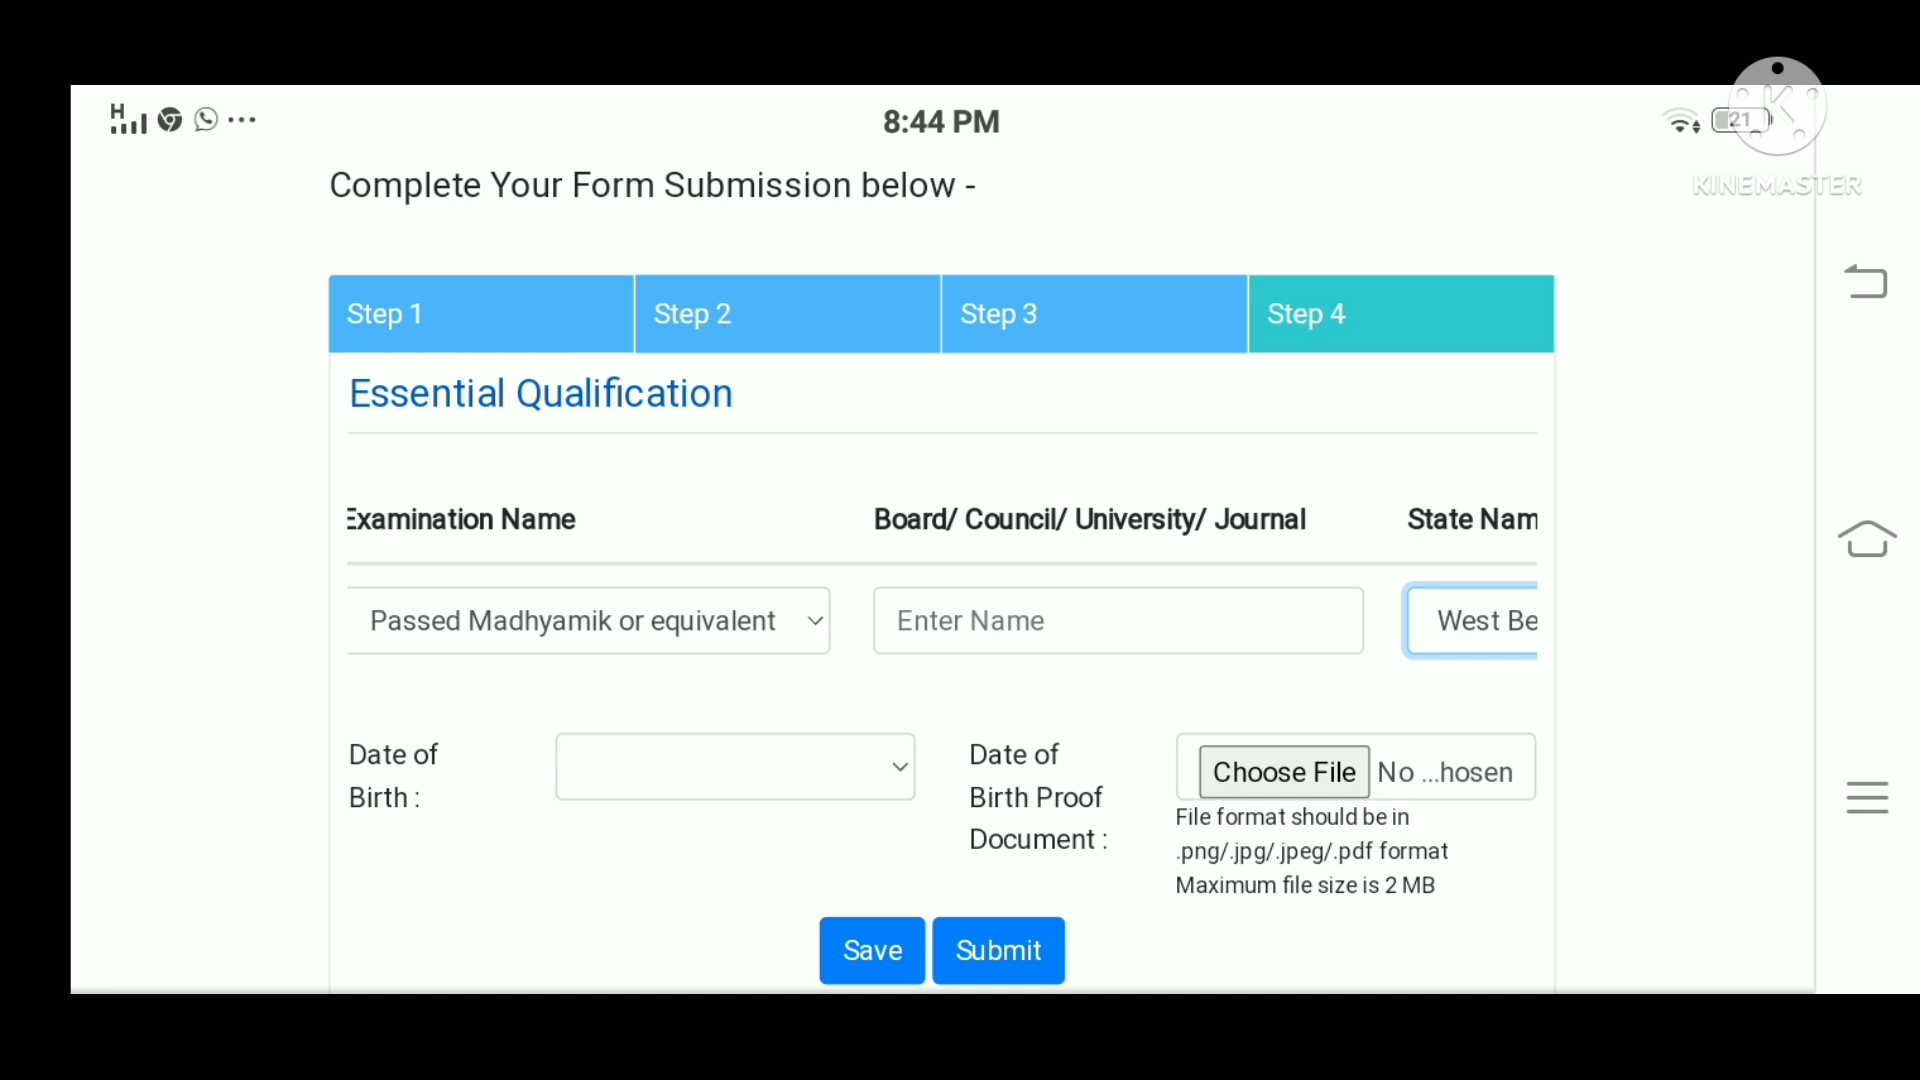 H
8:44 PM
21
KINEMASTER
Complete Your Form Submission below -
Step 1 Step 2 Step 3 Step 4
Essential Qualification
Examination Name Board/ Council/ University/ Journal State Nam
Passed Madhyamik or equivalent Enter Name West Be
Date of
Birth :
Date of
Birth Proof
Document :
Choose File No ...hosen
File format should be in
.png/.jpg/.jpeg/.pdf format
Maximum file size is 2 MB
Save Submit